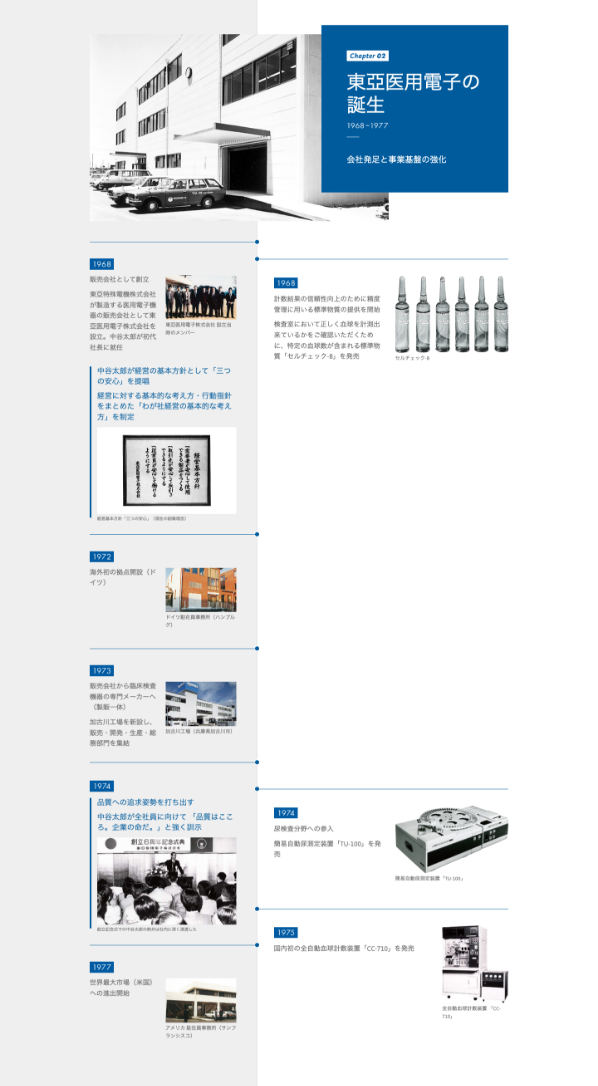 Chapter 02
東亞医用電子の
誕生
1968–1977
会社発足と事業基盤の強化
1968
販売会社として創立
東亞特殊電機株式会社
が製造する医用電子機
器の販売会社として東
亞医用電子株式会社を
設立。中谷太郎が初代
社長に就任
東亞医用電子株式会社 設立当
時のメンバー
中谷太郎が経営の基本方針として「三つ
の安心」を提唱
経営に対する基本的な考え方・行動指針
をまとめた「わが社経営の基本的な考え
方」を制定
経営基本方針
経営基本方針「三つの安心」
1968
計数結果の信頼性向上のために精度
管理に用いる標準物質の提供を開始
検査室において正しく血球を計測出
来ているかをご確認いただくため
に、特定の血球数が含まれる標準物
質「セルチェック-8」を発売
セルチェック-8
1972
海外初の拠点開設（ド
イツ）
ドイツ駐在員事務所（ハンブル
グ）
1973
販売会社から臨床検査
機器の専門メーカーへ
（製販一体）
加古川工場を新設し、
販売・開発・生産・総
務部門を集結
加古川工場（兵庫県加古川市）
1974
品質への追求姿勢を打ち出す
中谷太郎が全社員に向けて「品質はここ
ろ。企業の命だ。」と強く訓示
創立6周年記念式典
1974
尿検査分野への参入
簡易自動尿測定装置「TU-100」を発
売
簡易自動尿測定装置「TU-100」
1975
国内初の全自動血球計数装置「CC-710」を発売
全自動血球計数装置 「CC-
710」
1977
世界最大市場（米国）
への進出開始
アメリカ 駐在員事務所（サンフ
ランシスコ）